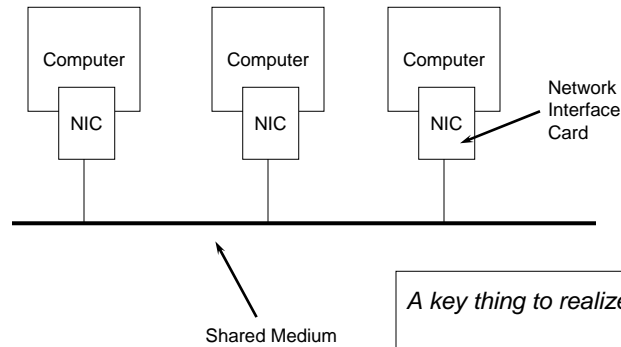 Computer
Computer
Computer
NIC
NIC
NIC
Network
Interface
Card
Shared Medium
A key thing to realize